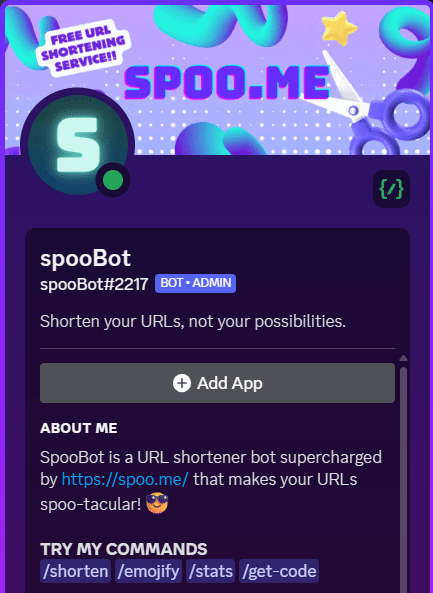 FREE URL
SHORTENING
SERVICE!!
SPOO.ME
S
{/}
spooBot
spooBot#2217 BOT • ADMIN
Shorten your URLs, not your possibilities.
Add App
ABOUT ME
SpooBot is a URL shortener bot supercharged
by https://spoo.me/ that makes your URLs
spoo-tacular! 😎
TRY MY COMMANDS
/shorten /emojify /stats /get-code